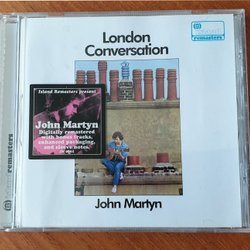 London
Conversation
remasters
Island Remasters present
John Martyn
Digitally remastered
with bonus tracks,
enhanced packaging,
and sleeve notes.
John Martyn
remasters